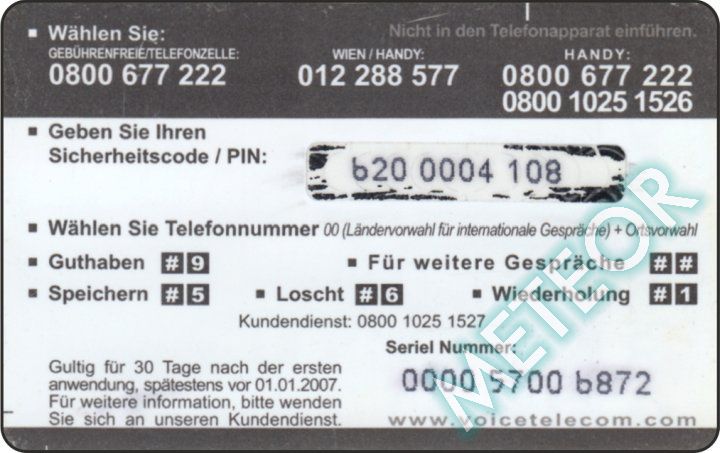 ▪ Wählen Sie:
Nicht in den Telefonapparat einführen.
GEBÜHRENFREIE/TELEFONZELLE: WIEN / HANDY: HANDY:
0800 677 222 012 288 577 0800 677 222
0800 1025 1526
▪ Geben Sie Ihren
Sicherheitscode / PIN: 620 0004 108
▪ Wählen Sie Telefonnummer 00 (Ländervorwahl für internationale Gespräche) + Ortsvorwahl
▪ Guthaben #9 ▪ Für weitere Gespräche ##
▪ Speichern #5 ▪ Loscht #6 ▪ Wiederholung #1
Kundendienst: 0800 1025 1527
Seriel Nummer:
0000 5700 6872
Gultig für 30 Tage nach der ersten
anwendung, spätestens vor 01.01.2007.
Für weitere information, bitte wenden
Sie sich an unseren Kundendienst.
www.voicetelecom.com
METEOR